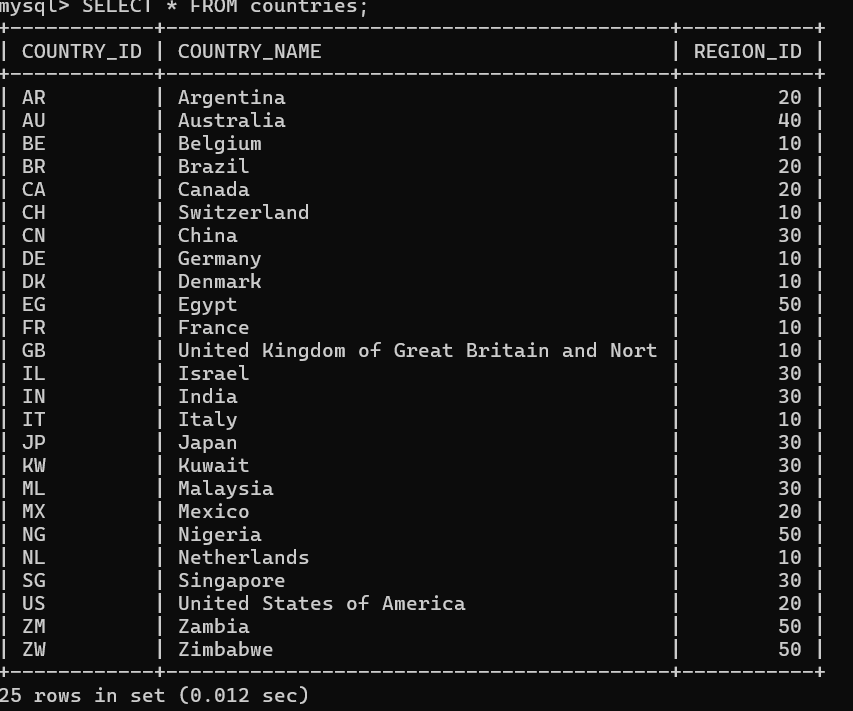 mysql> SELECT * FROM countries;
+------------+------------------------------------------+-----------+
| COUNTRY_ID | COUNTRY_NAME                             | REGION_ID |
+------------+------------------------------------------+-----------+
| AR         | Argentina                                |        20 |
| AU         | Australia                                |        40 |
| BE         | Belgium                                  |        10 |
| BR         | Brazil                                   |        20 |
| CA         | Canada                                   |        20 |
| CH         | Switzerland                              |        10 |
| CN         | China                                    |        30 |
| DE         | Germany                                  |        10 |
| DK         | Denmark                                  |        10 |
| EG         | Egypt                                    |        50 |
| FR         | France                                   |        10 |
| GB         | United Kingdom of Great Britain and Nort |        10 |
| IL         | Israel                                   |        30 |
| IN         | India                                    |        30 |
| IT         | Italy                                    |        10 |
| JP         | Japan                                    |        30 |
| KW         | Kuwait                                   |        30 |
| ML         | Malaysia                                 |        30 |
| MX         | Mexico                                   |        20 |
| NG         | Nigeria                                  |        50 |
| NL         | Netherlands                              |        10 |
| SG         | Singapore                                |        30 |
| US         | United States of America                 |        20 |
| ZM         | Zambia                                   |        50 |
| ZW         | Zimbabwe                                 |        50 |
+------------+------------------------------------------+-----------+
25 rows in set (0.012 sec)